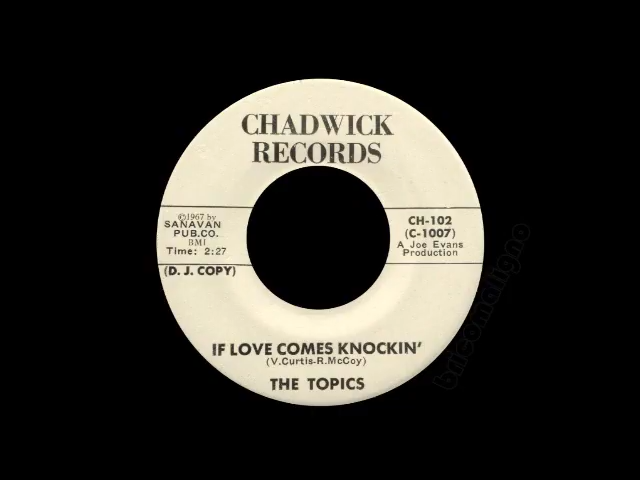 CHADWICK
RECORDS
©1967 by
SANAVAN
PUB.CO.
BMI
Time: 2:27
(D. J. COPY)
CH-102
(C-1007)
A Joe Evans
Production
IF LOVE COMES KNOCKIN'
(V.Curtis-R.McCoy)
THE TOPICS
bricomaligno